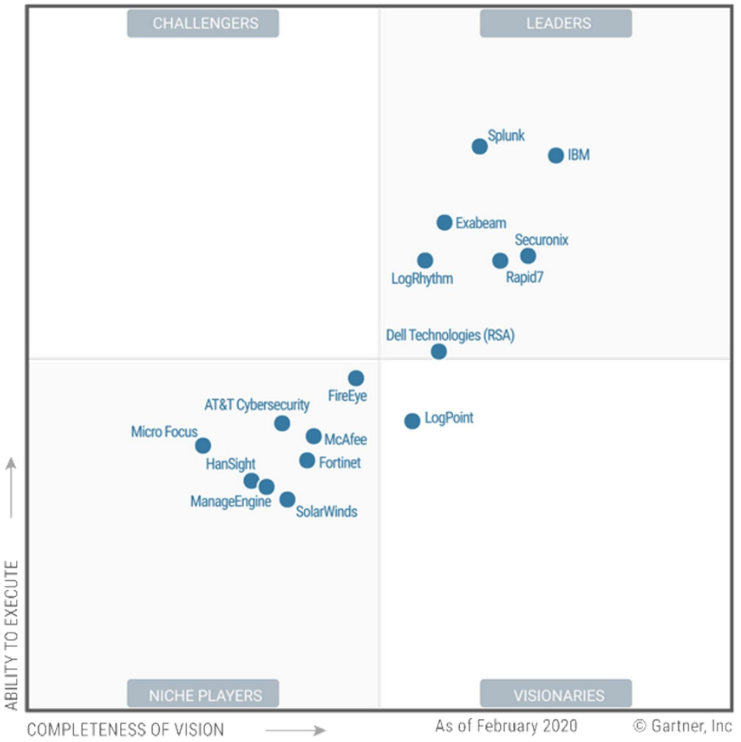 CHALLENGERS
LEADERS
Splunk
IBM
Exabeam
Securonix
LogRhythm
Rapid7
Dell Technologies (RSA)
FireEye
AT&T Cybersecurity
LogPoint
Micro Focus
McAfee
HanSight
Fortinet
ManageEngine
SolarWinds
ABILITY TO EXECUTE
NICHE PLAYERS
VISIONARIES
COMPLETENESS OF VISION
As of February 2020
© Gartner, Inc